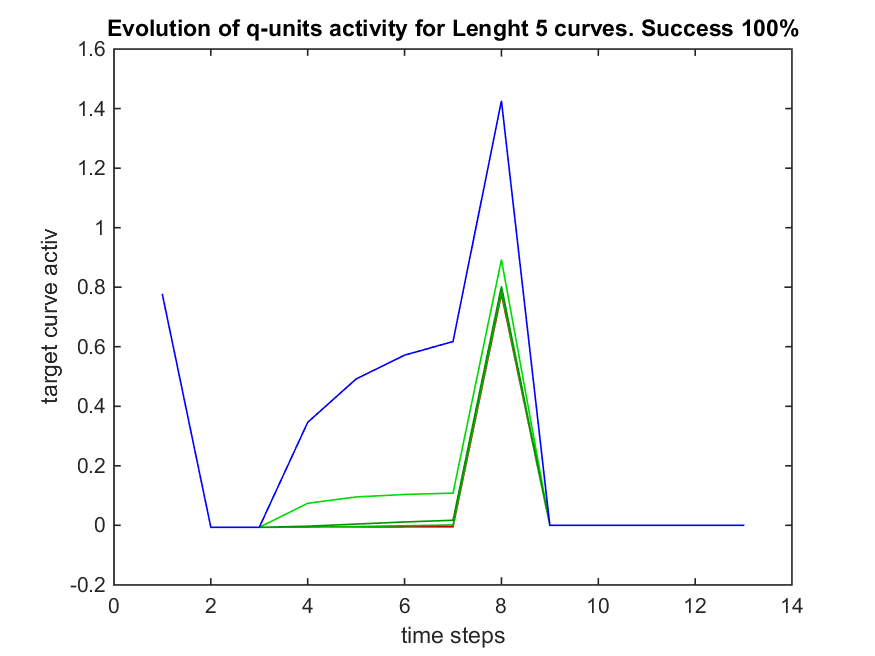 Evolution of q-units activity for Lenght 5 curves. Success 100%
1.6
1.4
1.2
1
0.8
0.6
0.4
0.2
0
-0.2
target curve activ
0 2 4 6 8 10 12 14
time steps